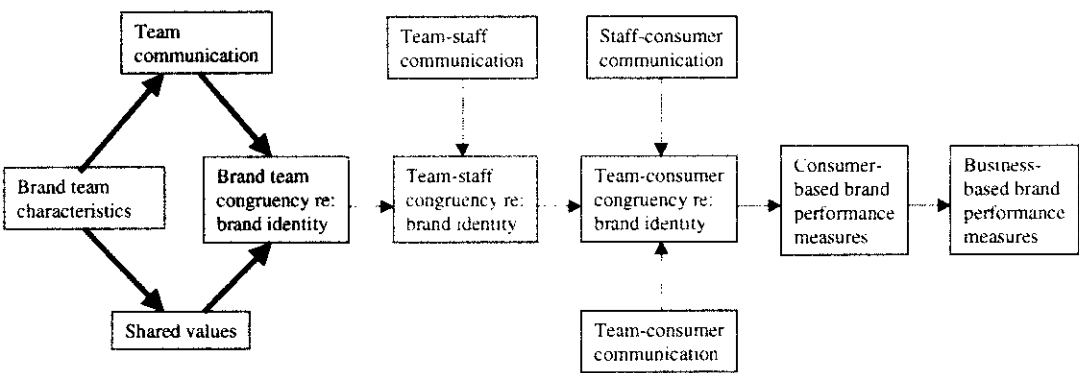 Team
communication
Team-staff
communication
Staff-consumer
communication
Brand team
characteristics
Brand team
congruency re:
brand identity
Team-staff
congruency re:
brand identity
Team-consumer
congruency re:
brand identity
Consumer-
based brand
performance
measures
Business-
based brand
performance
measures
Shared values
Team-consumer
communication